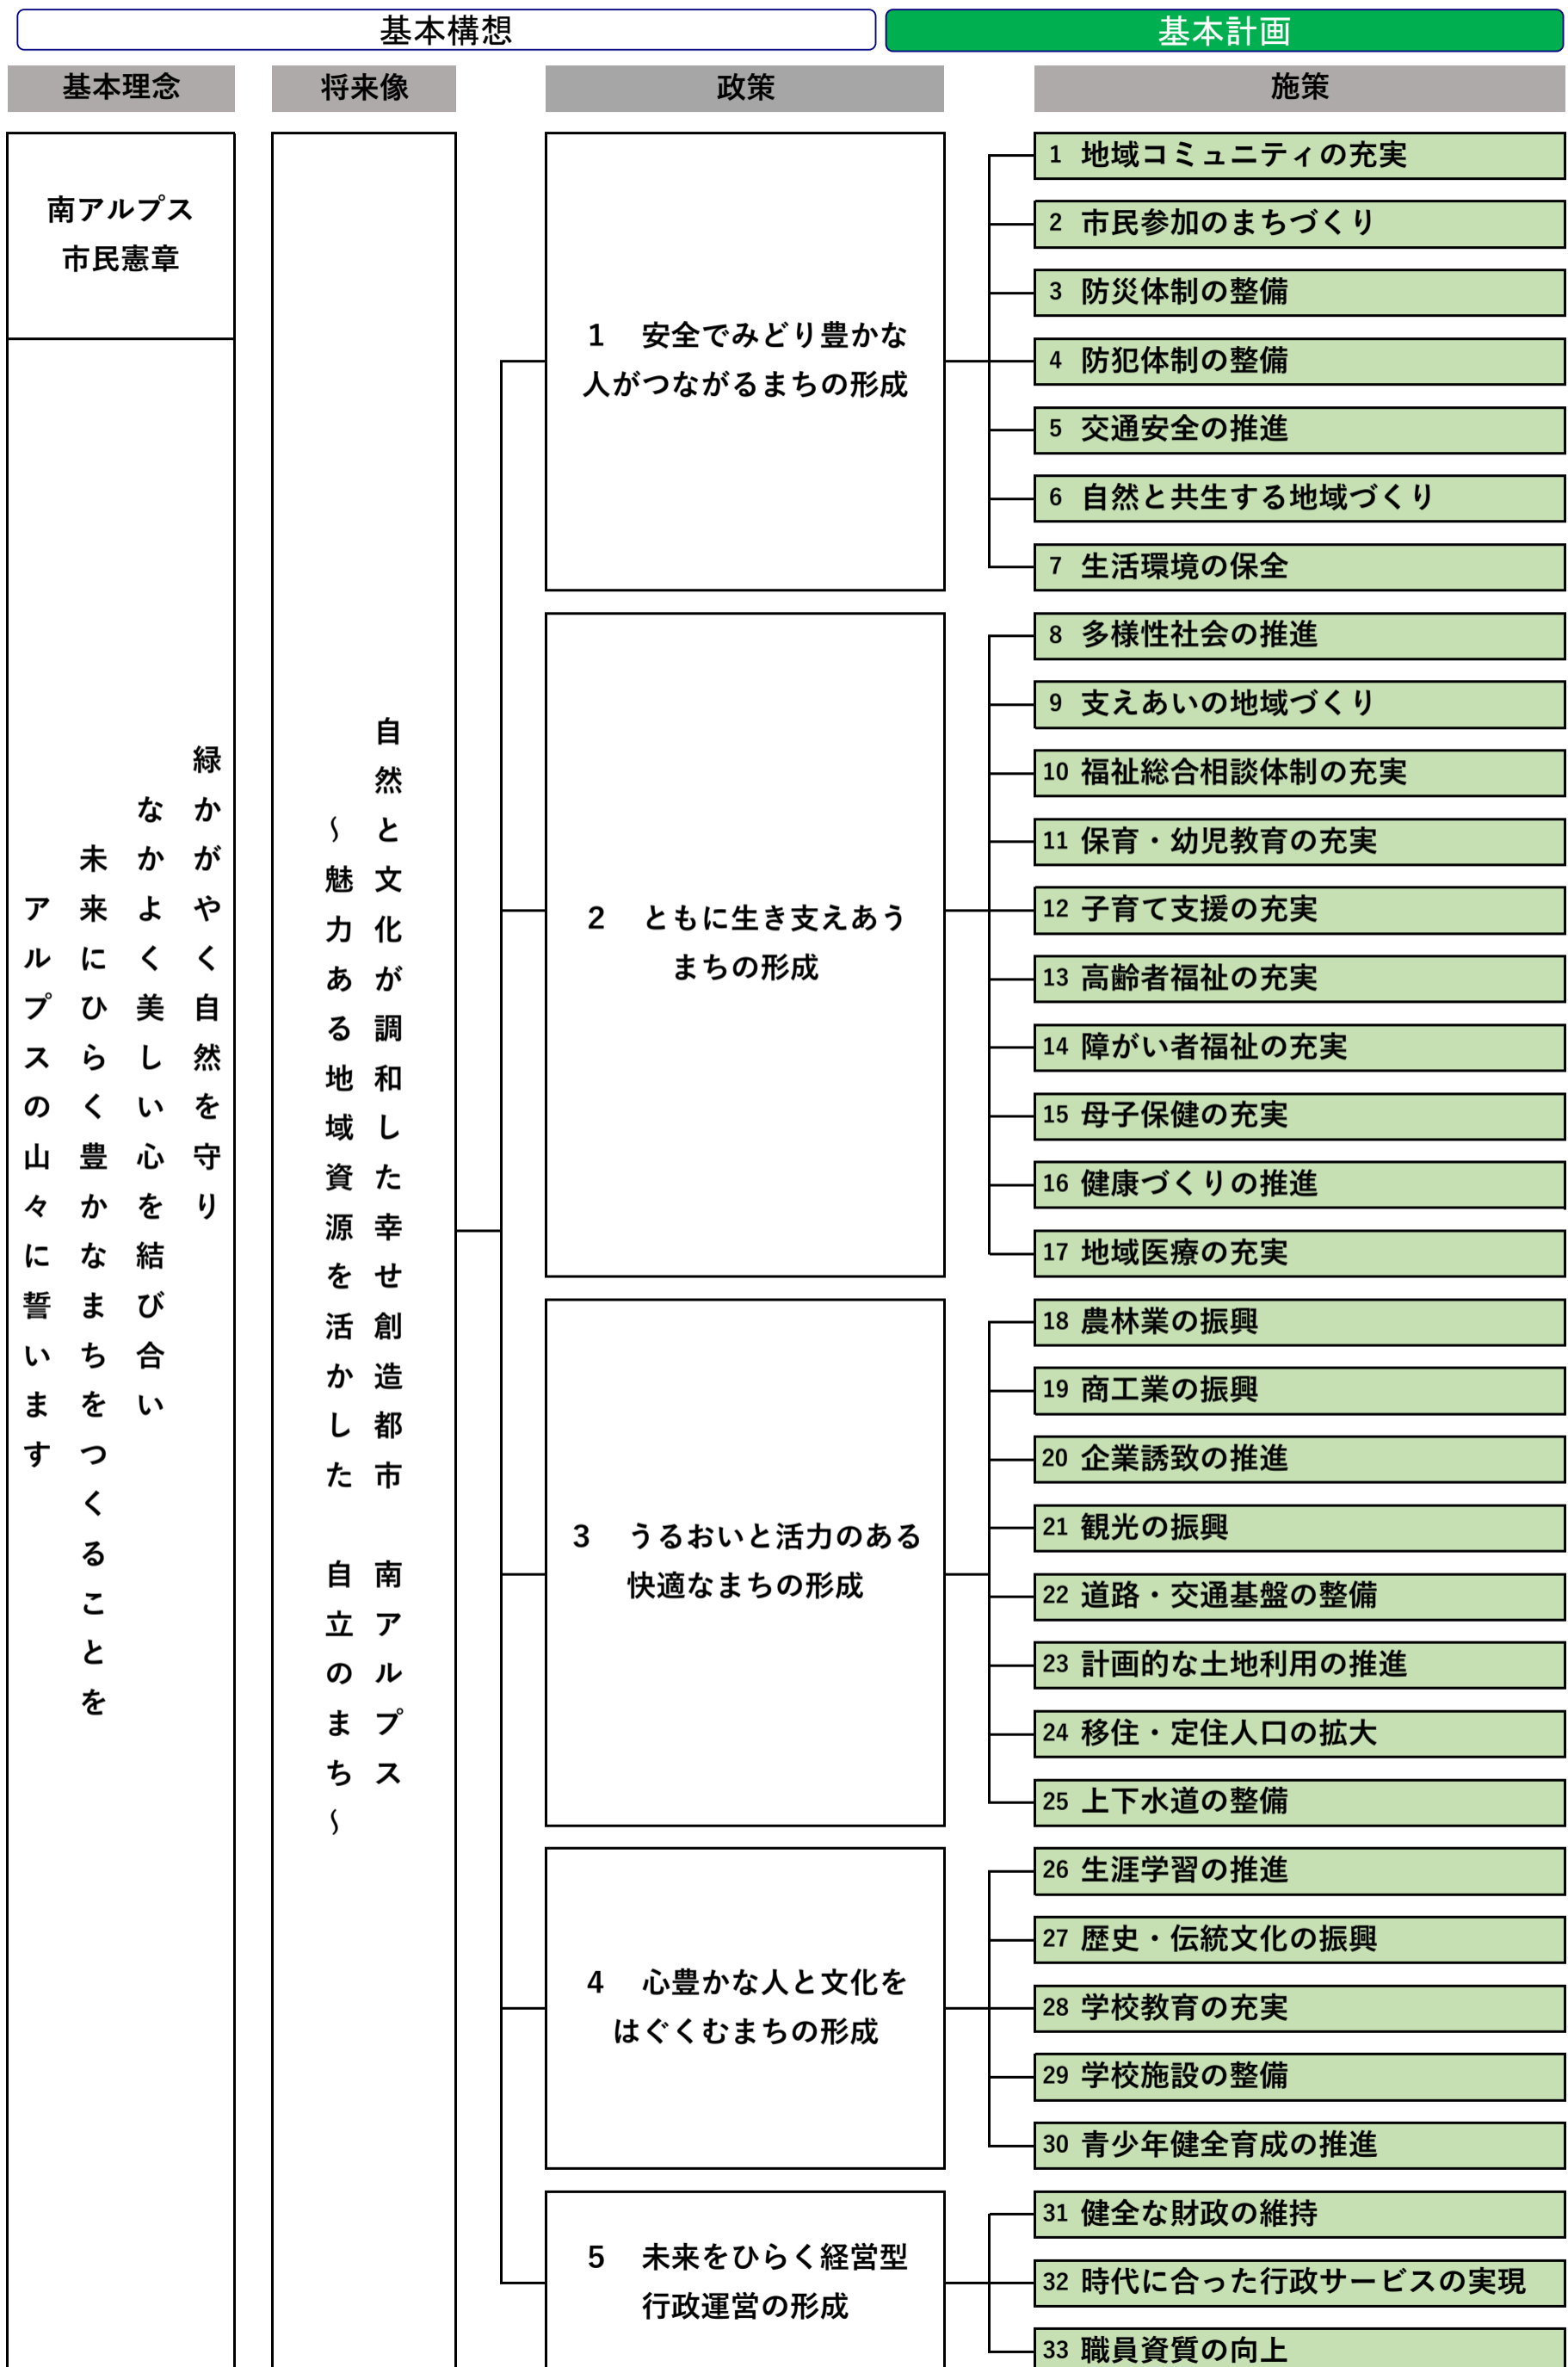 基本構想
基本計画
基本理念
将来像
政策
施策
南アルプス
市民憲章
緑かがやく自然を守り
なかよく美しい心を結び合い
未来にひらく豊かなまちをつくることを
アルプスの山々に誓います
自然と文化が調和した幸せ創造都市 南アルプス
～魅力ある地域資源を活かした 自立のまち～
1 安全でみどり豊かな
人がつながるまちの形成
1 地域コミュニティの充実
2 市民参加のまちづくり
3 防災体制の整備
4 防犯体制の整備
5 交通安全の推進
6 自然と共生する地域づくり
7 生活環境の保全
2 ともに生き支えあう
まちの形成
8 多様性社会の推進
9 支えあいの地域づくり
10 福祉総合相談体制の充実
11 保育・幼児教育の充実
12 子育て支援の充実
13 高齢者福祉の充実
14 障がい者福祉の充実
15 母子保健の充実
16 健康づくりの推進
17 地域医療の充実
3 うるおいと活力のある
快適なまちの形成
18 農林業の振興
19 商工業の振興
20 企業誘致の推進
21 観光の振興
22 道路・交通基盤の整備
23 計画的な土地利用の推進
24 移住・定住人口の拡大
25 上下水道の整備
4 心豊かな人と文化を
はぐくむまちの形成
26 生涯学習の推進
27 歴史・伝統文化の振興
28 学校教育の充実
29 学校施設の整備
30 青少年健全育成の推進
5 未来をひらく経営型
行政運営の形成
31 健全な財政の維持
32 時代に合った行政サービスの実現
33 職員資質の向上